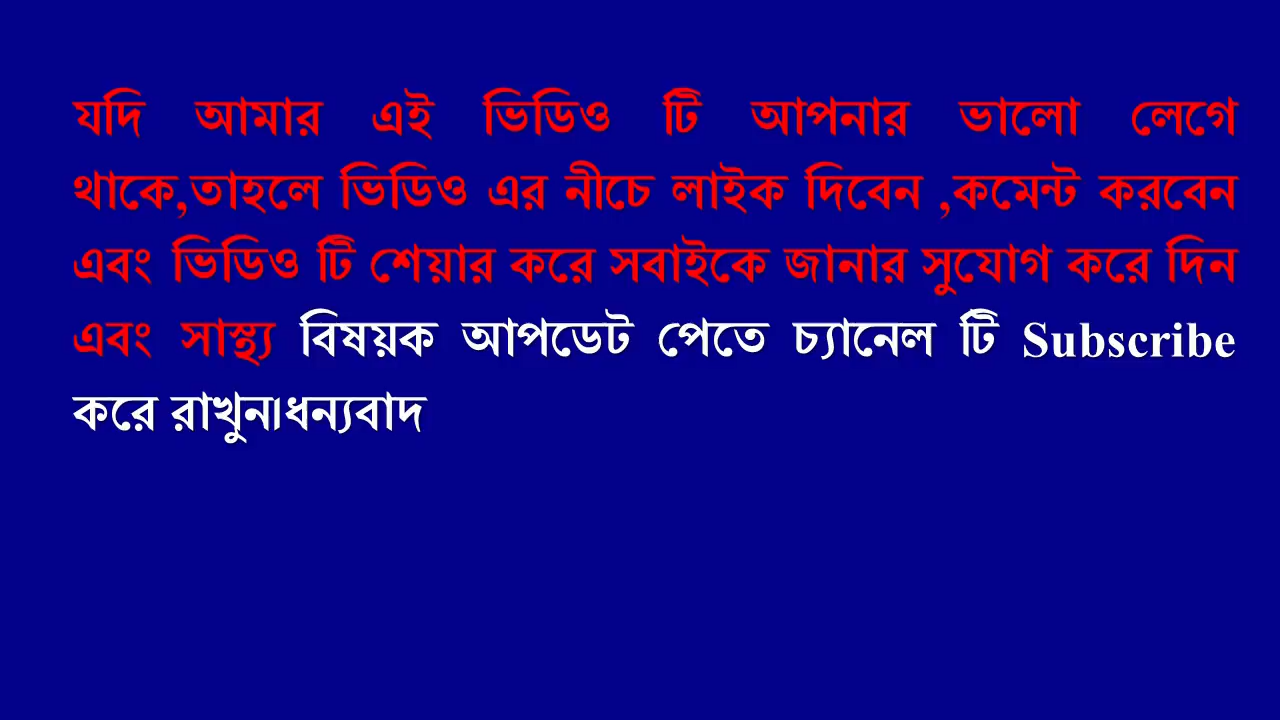 যদি আমার এই ভিডিও টি আপনার ভালো লেগে
থাকে,তাহলে ভিডিও এর নীচে লাইক দিবেন ,কমেন্ট করবেন
এবং ভিডিও টি শেয়ার করে সবাইকে জানার সুযোগ করে দিন
এবং সাস্থ্য বিষয়ক আপডেট পেতে চ্যানেল টি Subscribe
করে রাখুন।ধন্যবাদ